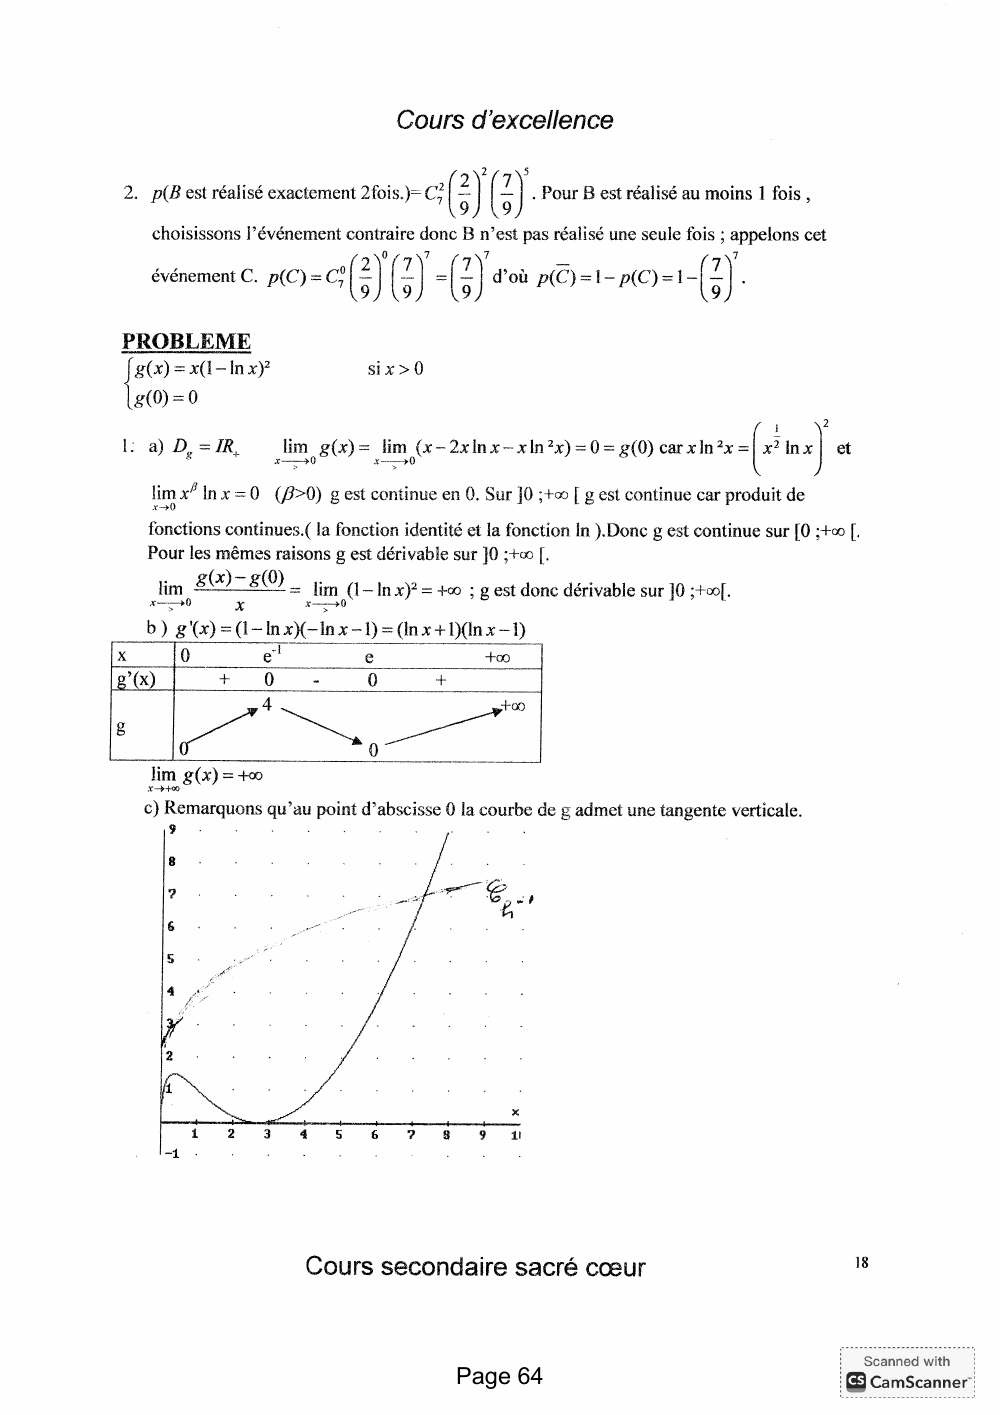 Cours d'excellence
2. p(B est réalisé exactement 2fois.)= C₇² (2/9)² (7/9)⁵ . Pour B est réalisé au moins 1 fois ,
choisissons l'événement contraire donc B n'est pas réalisé une seule fois ; appelons cet
événement C. p(C) = C₇⁰ (2/9)⁰ (7/9)⁷ = (7/9)⁷ d'où p(C̅) = 1 – p(C) = 1 – (7/9)⁷ .
PROBLEME
{ g(x) = x(1 – ln x)² si x > 0
g(0) = 0
1. a) D_g = IR₊ lim_{x→0, >} g(x) = lim_{x→0, >} (x – 2x ln x – x ln ²x) = 0 = g(0) car x ln ²x = (x^{1/2} ln x)² et
lim_{x→0} x^β ln x = 0 (β>0) g est continue en 0. Sur ]0 ;+∞ [ g est continue car produit de
fonctions continues.( la fonction identité et la fonction ln ).Donc g est continue sur [0 ;+∞ [.
Pour les mêmes raisons g est dérivable sur ]0 ;+∞ [.
lim_{x→0, >} (g(x) – g(0))/x = lim_{x→0, >} (1 – ln x)² = +∞ ; g est donc dérivable sur ]0 ;+∞[.
b ) g'(x) = (1 – ln x)(– ln x – 1) = (ln x + 1)(ln x – 1)
x 0 e⁻¹ e +∞
g'(x) + 0 - 0 +
g 0 4 0 +∞
lim_{x→+∞} g(x) = +∞
c) Remarquons qu'au point d'abscisse 0 la courbe de g admet une tangente verticale.
9
8
7
6
5
4
3
2
1
x
1 2 3 4 5 6 7 8 9 1
-1
Cours secondaire sacré cœur
18
Page 64
Scanned with
CS CamScanner